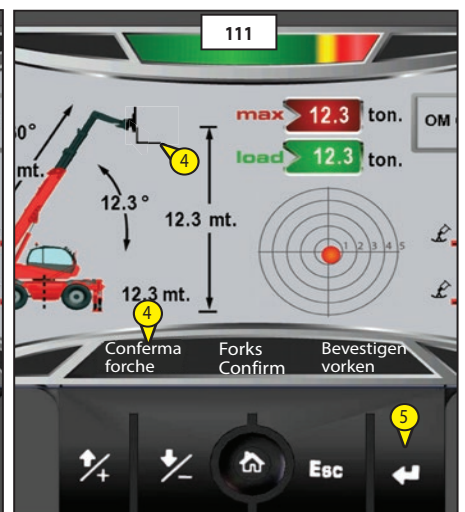 111
max 12.3 ton.
OM
load 12.3 ton.
0°
mt.
4
12.3°
12.3 mt.
1 2 3 4 5
12.3 mt.
4
Conferma forche
Forks Confirm
Bevestigen vorken
5
+
−
Esc